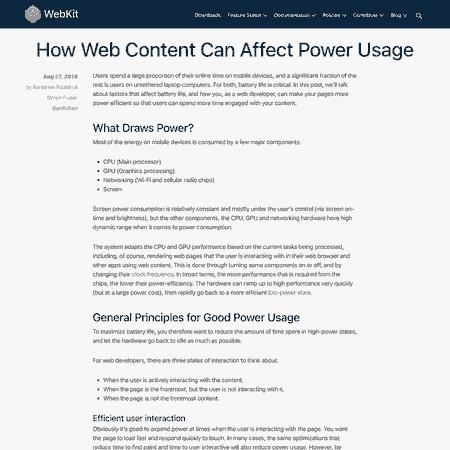 WebKit
Downloads Feature Status Documentation Policies Contribute Blog
How Web Content Can Affect Power Usage
Aug 27, 2019
by Benjamin Poulain &
Simon Fraser
@smfr
Users spend a large proportion of their online time on mobile devices, and a significant fraction of the
rest is users on untethered laptop computers. For both, battery life is critical. In this post, we'll talk
about factors that affect battery life, and how you, as a web developer, can make your pages more
power efficient so that users can spend more time engaged with your content.
What Draws Power?
Most of the energy on mobile devices is consumed by a few major components:
• CPU (Main processor)
• GPU (Graphics processing)
• Networking (Wi-Fi and cellular radio chips)
• Screen
Screen power consumption is relatively constant and mostly under the user's control (via screen on-
time and brightness), but the other components, the CPU, GPU and networking hardware have high
dynamic range when it comes to power consumption.
The system adapts the CPU and GPU performance based on the current tasks being processed,
including, of course, rendering web pages that the user is interacting with in their web browser and
other apps using web content. This is done through turning some components on or off, and by
changing their clock frequency. In broad terms, the more performance that is required from the
chips, the lower their power-efficiency. The hardware can ramp up to high performance very quickly
(but at a large power cost), then rapidly go back to a more efficient low-power state.
General Principles for Good Power Usage
To maximize battery life, you therefore want to reduce the amount of time spent in high-power states,
and let the hardware go back to idle as much as possible.
For web developers, there are three states of interaction to think about:
• When the user is actively interacting with the content.
• When the page is the frontmost, but the user is not interacting with it.
• When the page is not the frontmost content.
Efficient user interaction
Obviously it's good to expend power at times when the user is interacting with the page. You want
the page to load fast and respond quickly to touch. In many cases, the same optimizations that
reduce time to first paint and time to user interactive will also reduce power usage. However, be